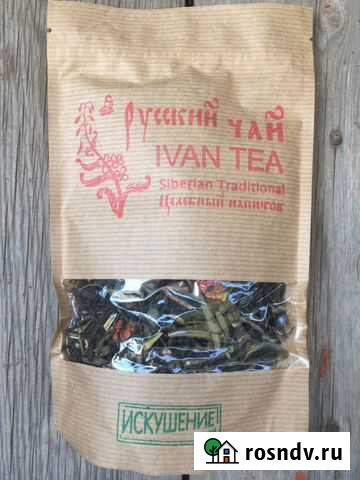 Русский чай
IVAN TEA
Siberian Traditional
Целебный напиток
ИСКУШЕНИЕ
rosndv.ru